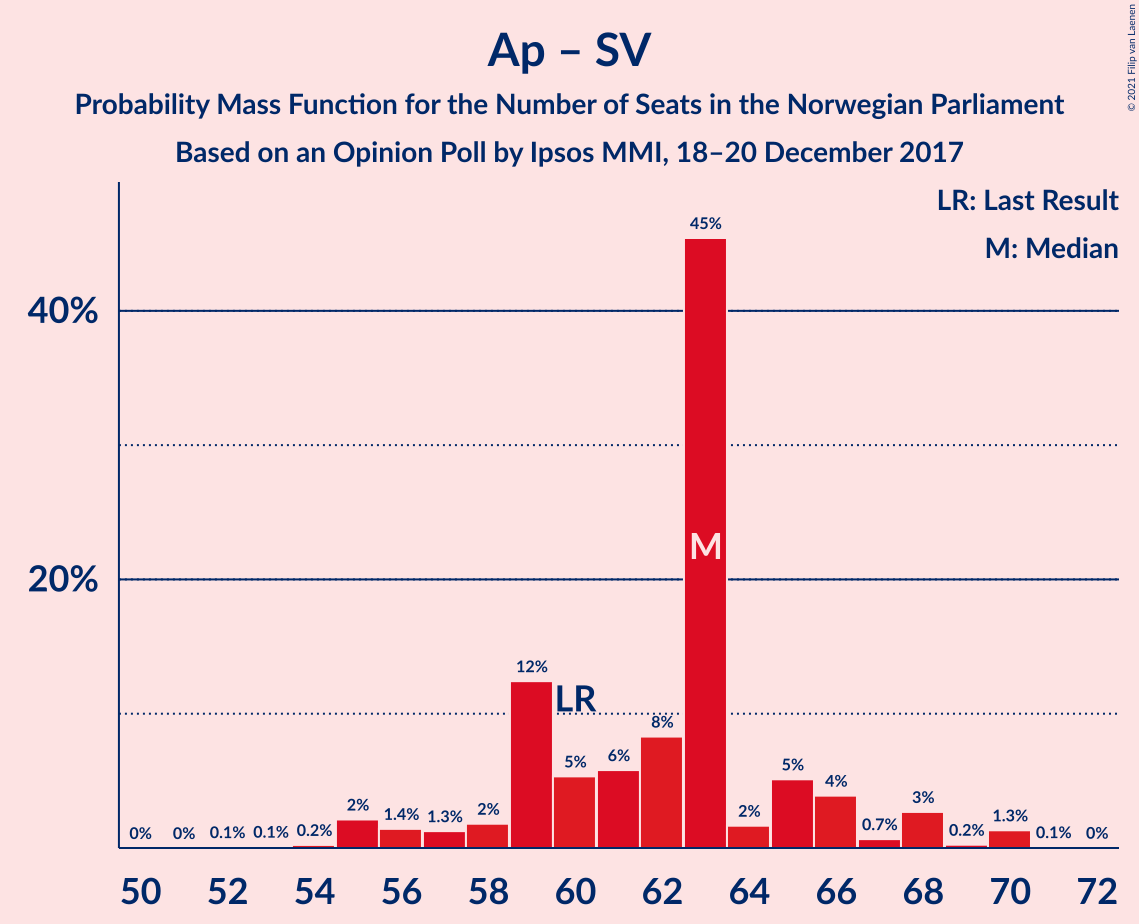 Ap – SV
Probability Mass Function for the Number of Seats in the Norwegian Parliament
Based on an Opinion Poll by Ipsos MMI, 18–20 December 2017
© 2021 Filip van Laenen
LR: Last Result
M: Median
40%
20%
0% 0% 0.1% 0.1% 0.2% 2% 1.4% 1.3% 2% 12% 5% 6% 8% 45% 2% 5% 4% 0.7% 3% 0.2% 1.3% 0.1% 0%
LR
M
50 52 54 56 58 60 62 64 66 68 70 72